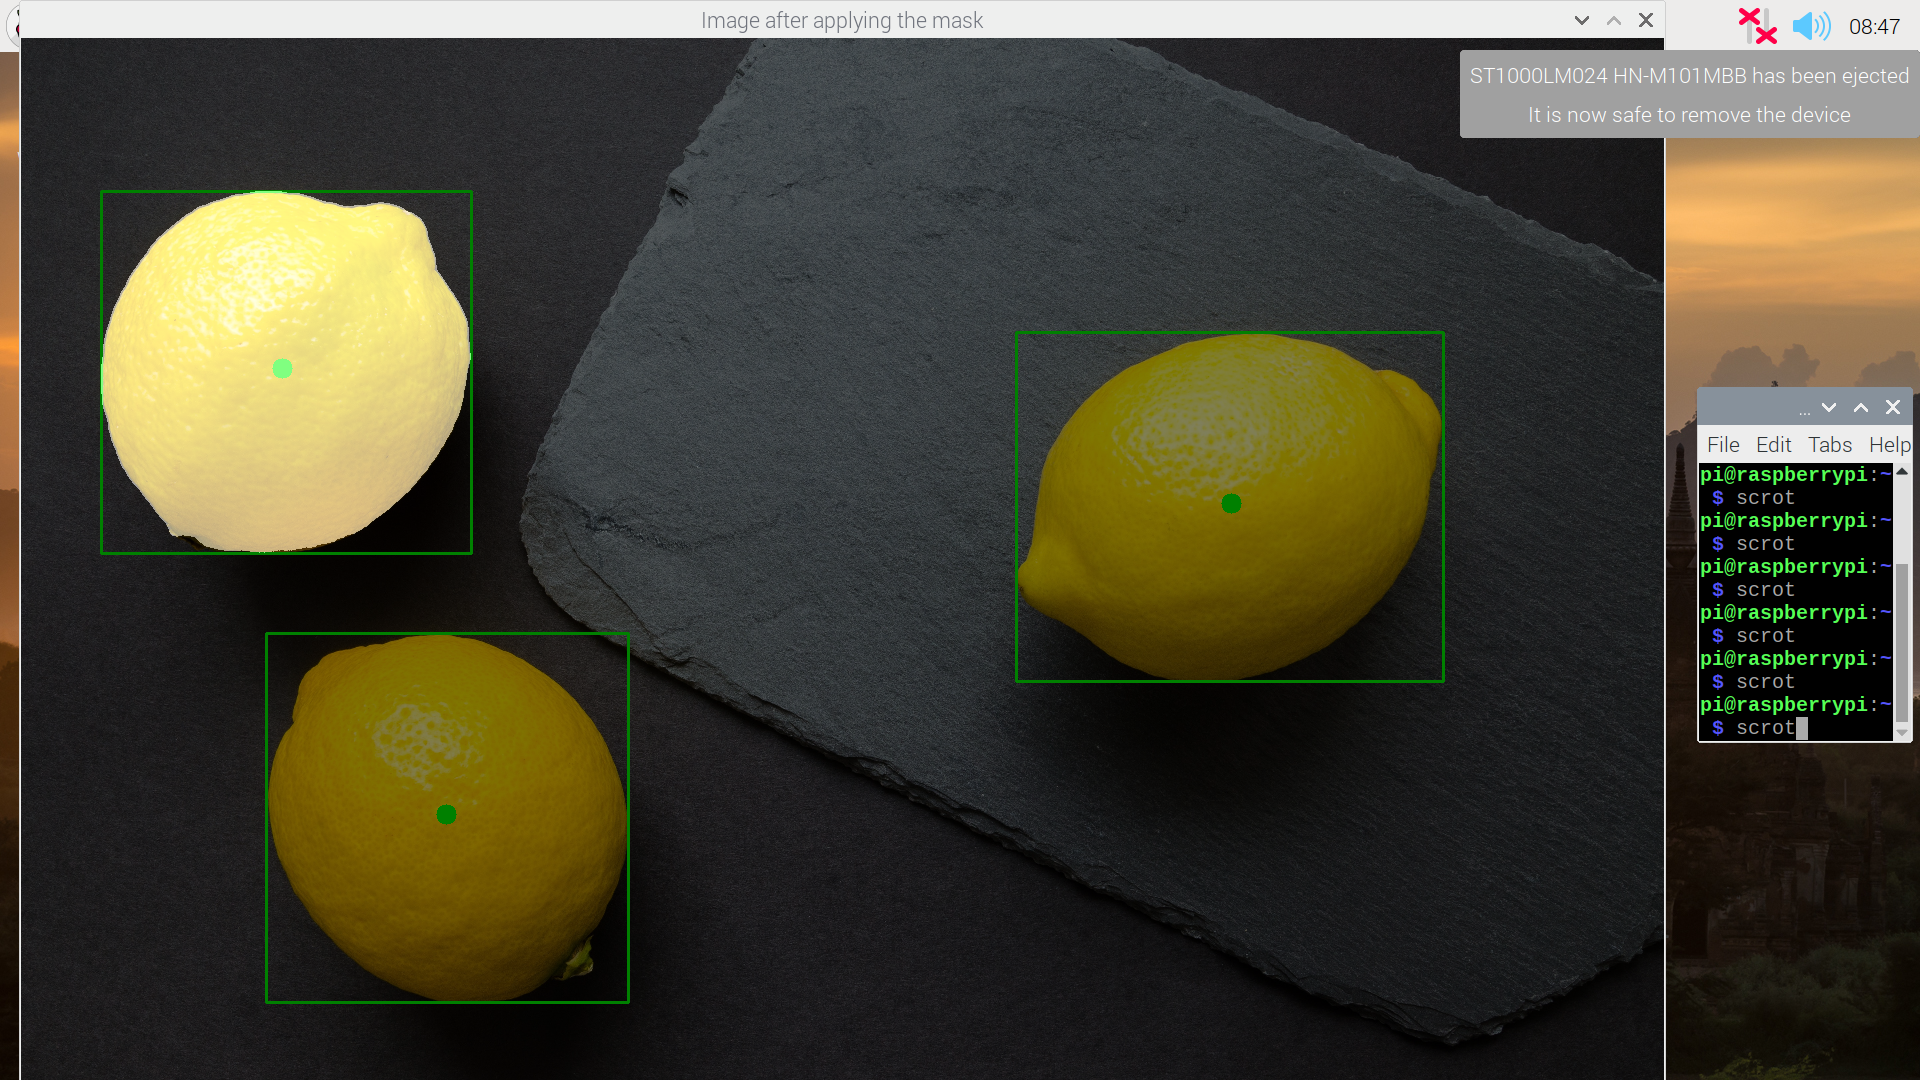 Image after applying the mask
08:47
ST1000LM024 HN-M101MBB has been ejected
It is now safe to remove the device
...
File Edit Tabs Help
pi@raspberrypi:~
$ scrot
pi@raspberrypi:~
$ scrot
pi@raspberrypi:~
$ scrot
pi@raspberrypi:~
$ scrot
pi@raspberrypi:~
$ scrot
pi@raspberrypi:~
$ scrot